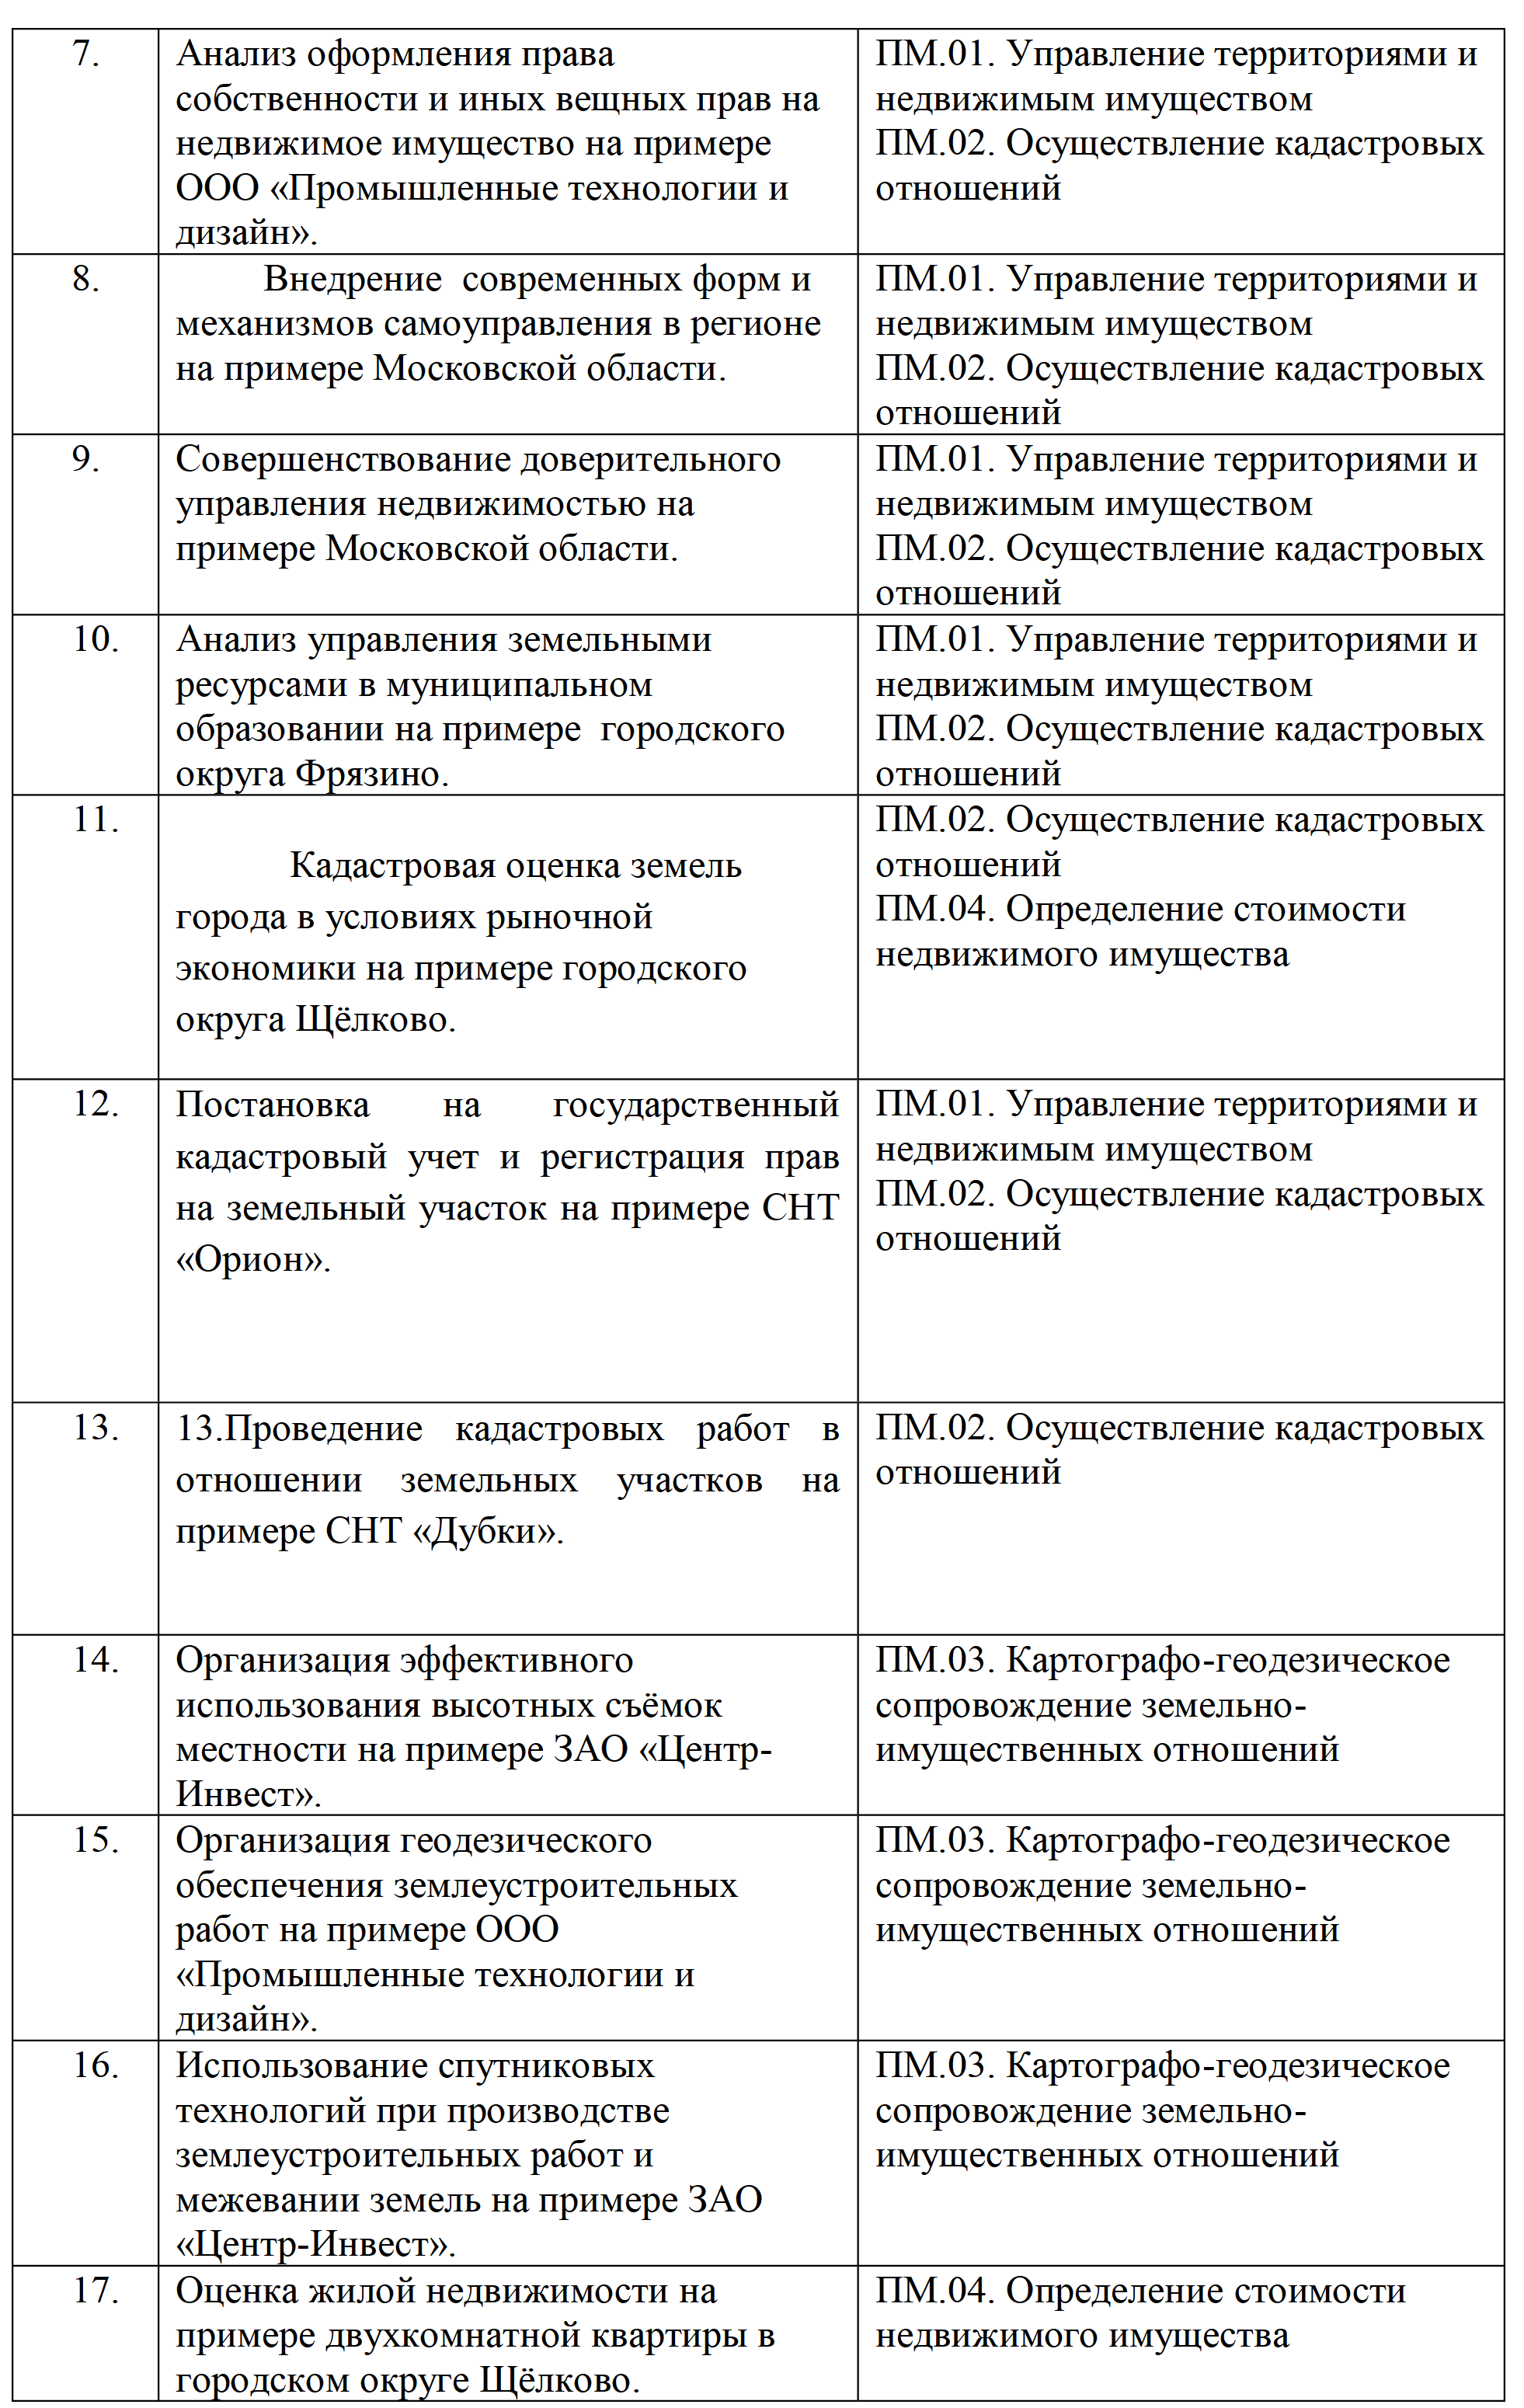 7.
Анализ оформления права
собственности и иных вещных прав на
недвижимое имущество на примере
ООО «Промышленные технологии и
дизайн».
ПМ.01. Управление территориями и
недвижимым имуществом
ПМ.02. Осуществление кадастровых
отношений
8.
Внедрение современных форм и
механизмов самоуправления в регионе
на примере Московской области.
ПМ.01. Управление территориями и
недвижимым имуществом
ПМ.02. Осуществление кадастровых
отношений
9.
Совершенствование доверительного
управления недвижимостью на
примере Московской области.
ПМ.01. Управление территориями и
недвижимым имуществом
ПМ.02. Осуществление кадастровых
отношений
10.
Анализ управления земельными
ресурсами в муниципальном
образовании на примере городского
округа Фрязино.
ПМ.01. Управление территориями и
недвижимым имуществом
ПМ.02. Осуществление кадастровых
отношений
11.
Кадастровая оценка земель
города в условиях рыночной
экономики на примере городского
округа Щёлково.
ПМ.02. Осуществление кадастровых
отношений
ПМ.04. Определение стоимости
недвижимого имущества
12.
Постановка на государственный
кадастровый учет и регистрация прав
на земельный участок на примере СНТ
«Орион».
ПМ.01. Управление территориями и
недвижимым имуществом
ПМ.02. Осуществление кадастровых
отношений
13.
13.Проведение кадастровых работ в
отношении земельных участков на
примере СНТ «Дубки».
ПМ.02. Осуществление кадастровых
отношений
14.
Организация эффективного
использования высотных съёмок
местности на примере ЗАО «Центр-
Инвест».
ПМ.03. Картографо-геодезическое
сопровождение земельно-
имущественных отношений
15.
Организация геодезического
обеспечения землеустроительных
работ на примере ООО
«Промышленные технологии и
дизайн».
ПМ.03. Картографо-геодезическое
сопровождение земельно-
имущественных отношений
16.
Использование спутниковых
технологий при производстве
землеустроительных работ и
межевании земель на примере ЗАО
«Центр-Инвест».
ПМ.03. Картографо-геодезическое
сопровождение земельно-
имущественных отношений
17.
Оценка жилой недвижимости на
примере двухкомнатной квартиры в
городском округе Щёлково.
ПМ.04. Определение стоимости
недвижимого имущества